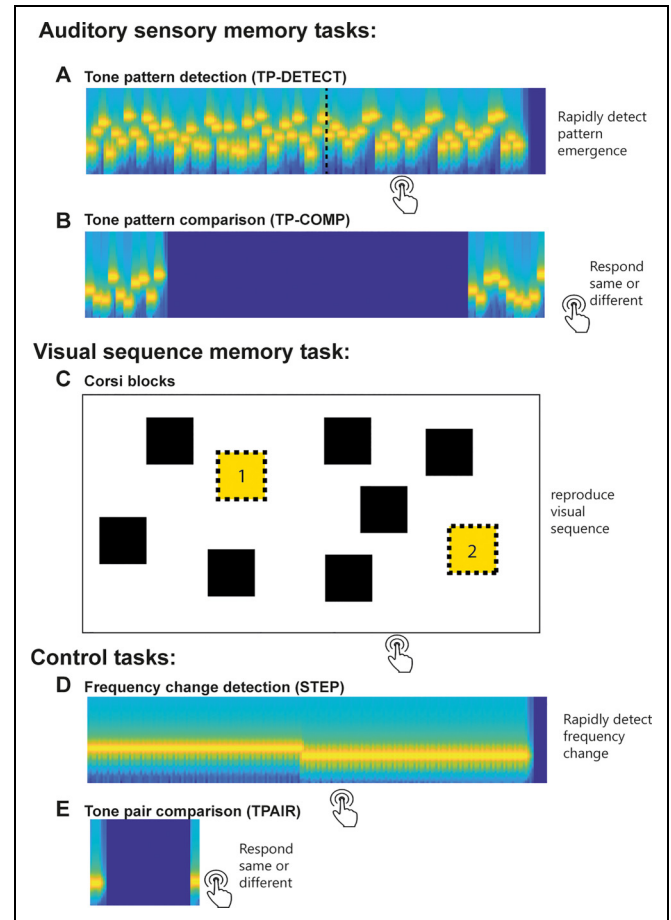 Auditory sensory memory tasks:
A Tone pattern detection (TP-DETECT)
Rapidly detect
pattern
emergence
B Tone pattern comparison (TP-COMP)
Respond
same or
different
Visual sequence memory task:
C Corsi blocks
1
2
reproduce
visual
sequence
Control tasks:
D Frequency change detection (STEP)
Rapidly detect
frequency
change
E Tone pair comparison (TPAIR)
Respond
same or
different